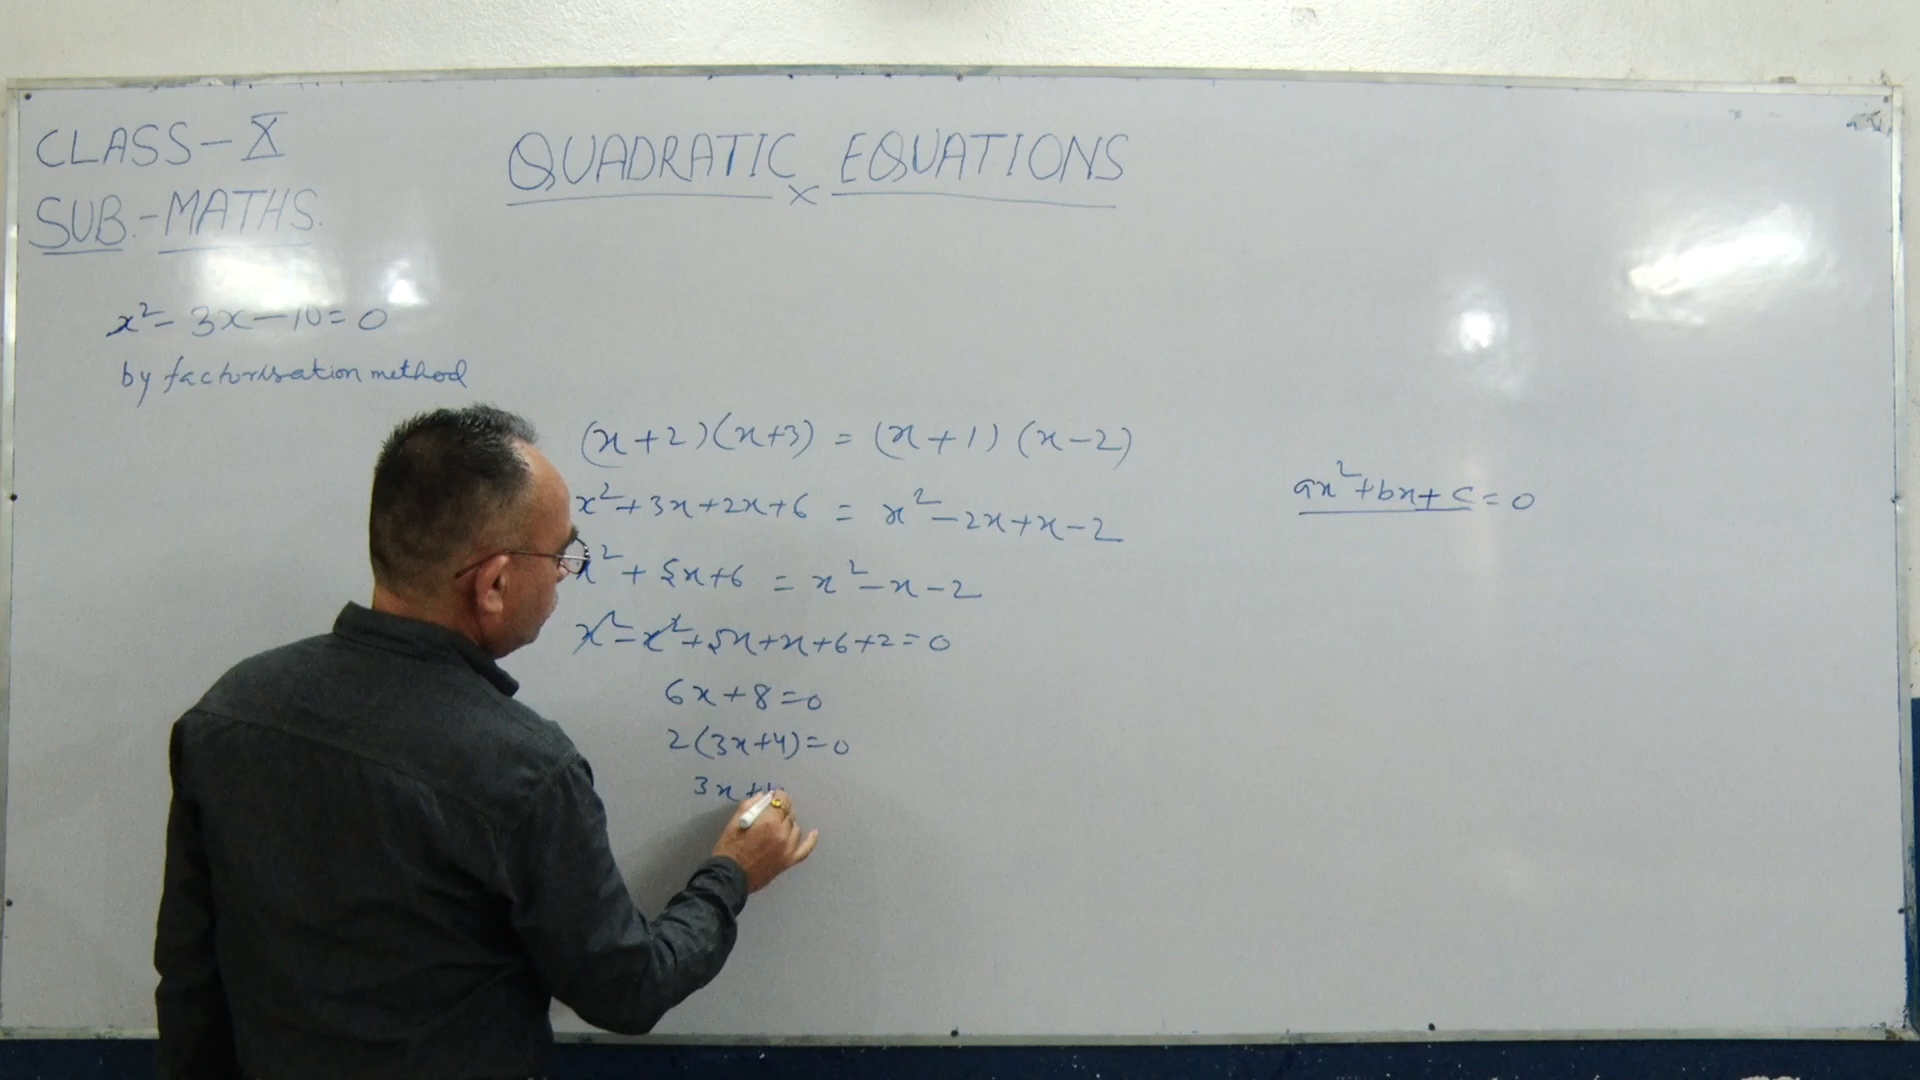 CLASS-X
SUB.-MATHS.
QUADRATIC EQUATIONS
x
x²-3x-10=0
by factorisation method
(x+2)(x+3)=(x+1)(x-2)
x²+3x+2x+6=x²-2x+x-2
x²+5x+6=x²-x-2
x²-x²+5x+x+6+2=0
6x+8=0
2(3x+4)=0
3x+
ax²+bx+c=0